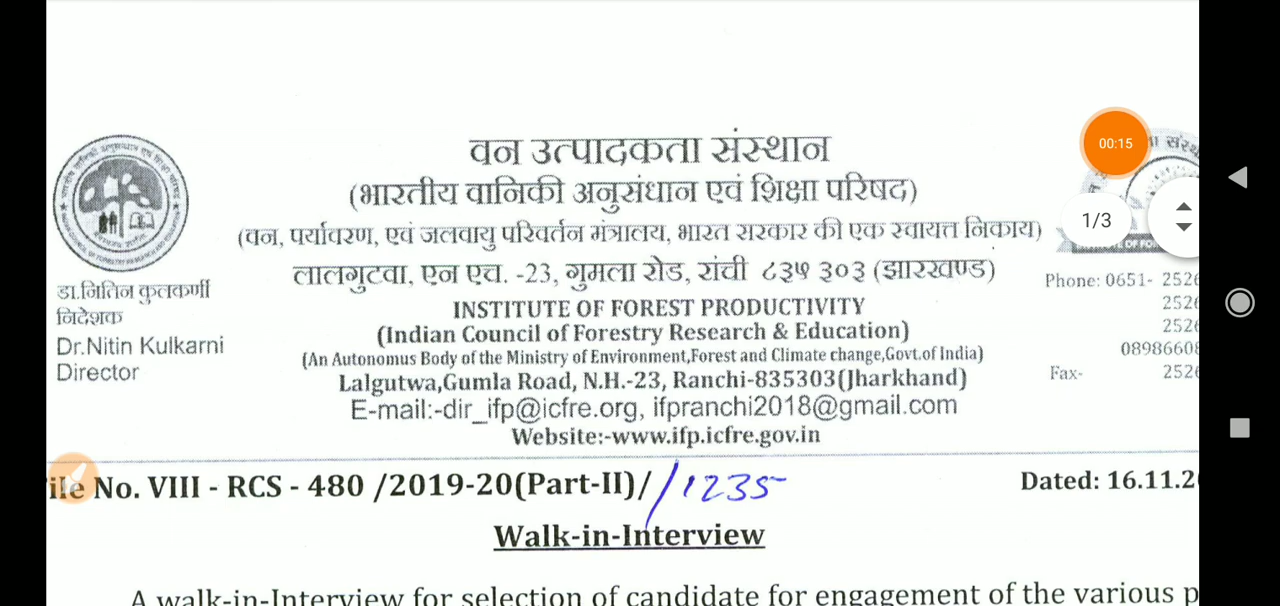 वन उत्पादकता संस्थान
(भारतीय वानिकी अनुसंधान एवं शिक्षा परिषद)
(वन, पर्यावरण, एवं जलवायु परिवर्तन मंत्रालय, भारत सरकार की एक स्वायत्त निकाय)
लालगुटवा, एन एच. -23, गुमला रोड, रांची ८३५ ३०३ (झारखण्ड)
INSTITUTE OF FOREST PRODUCTIVITY
(Indian Council of Forestry Research & Education)
(An Autonomus Body of the Ministry of Environment,Forest and Climate change,Govt.of India)
Lalgutwa,Gumla Road, N.H.-23, Ranchi-835303(Jharkhand)
E-mail:-dir_ifp@icfre.org, ifpranchi2018@gmail.com
Website:-www.ifp.icfre.gov.in
डा.नितिन कुलकर्णी
निदेशक
Dr.Nitin Kulkarni
Director
00:15
1/3
Phone: 0651- 2526
2526
2526
08986608
Fax- 2526
ile No. VIII - RCS - 480 /2019-20(Part-II)/ /1235
Dated: 16.11.2
Walk-in-Interview
A walk-in-Interview for selection of candidate for engagement of the various p